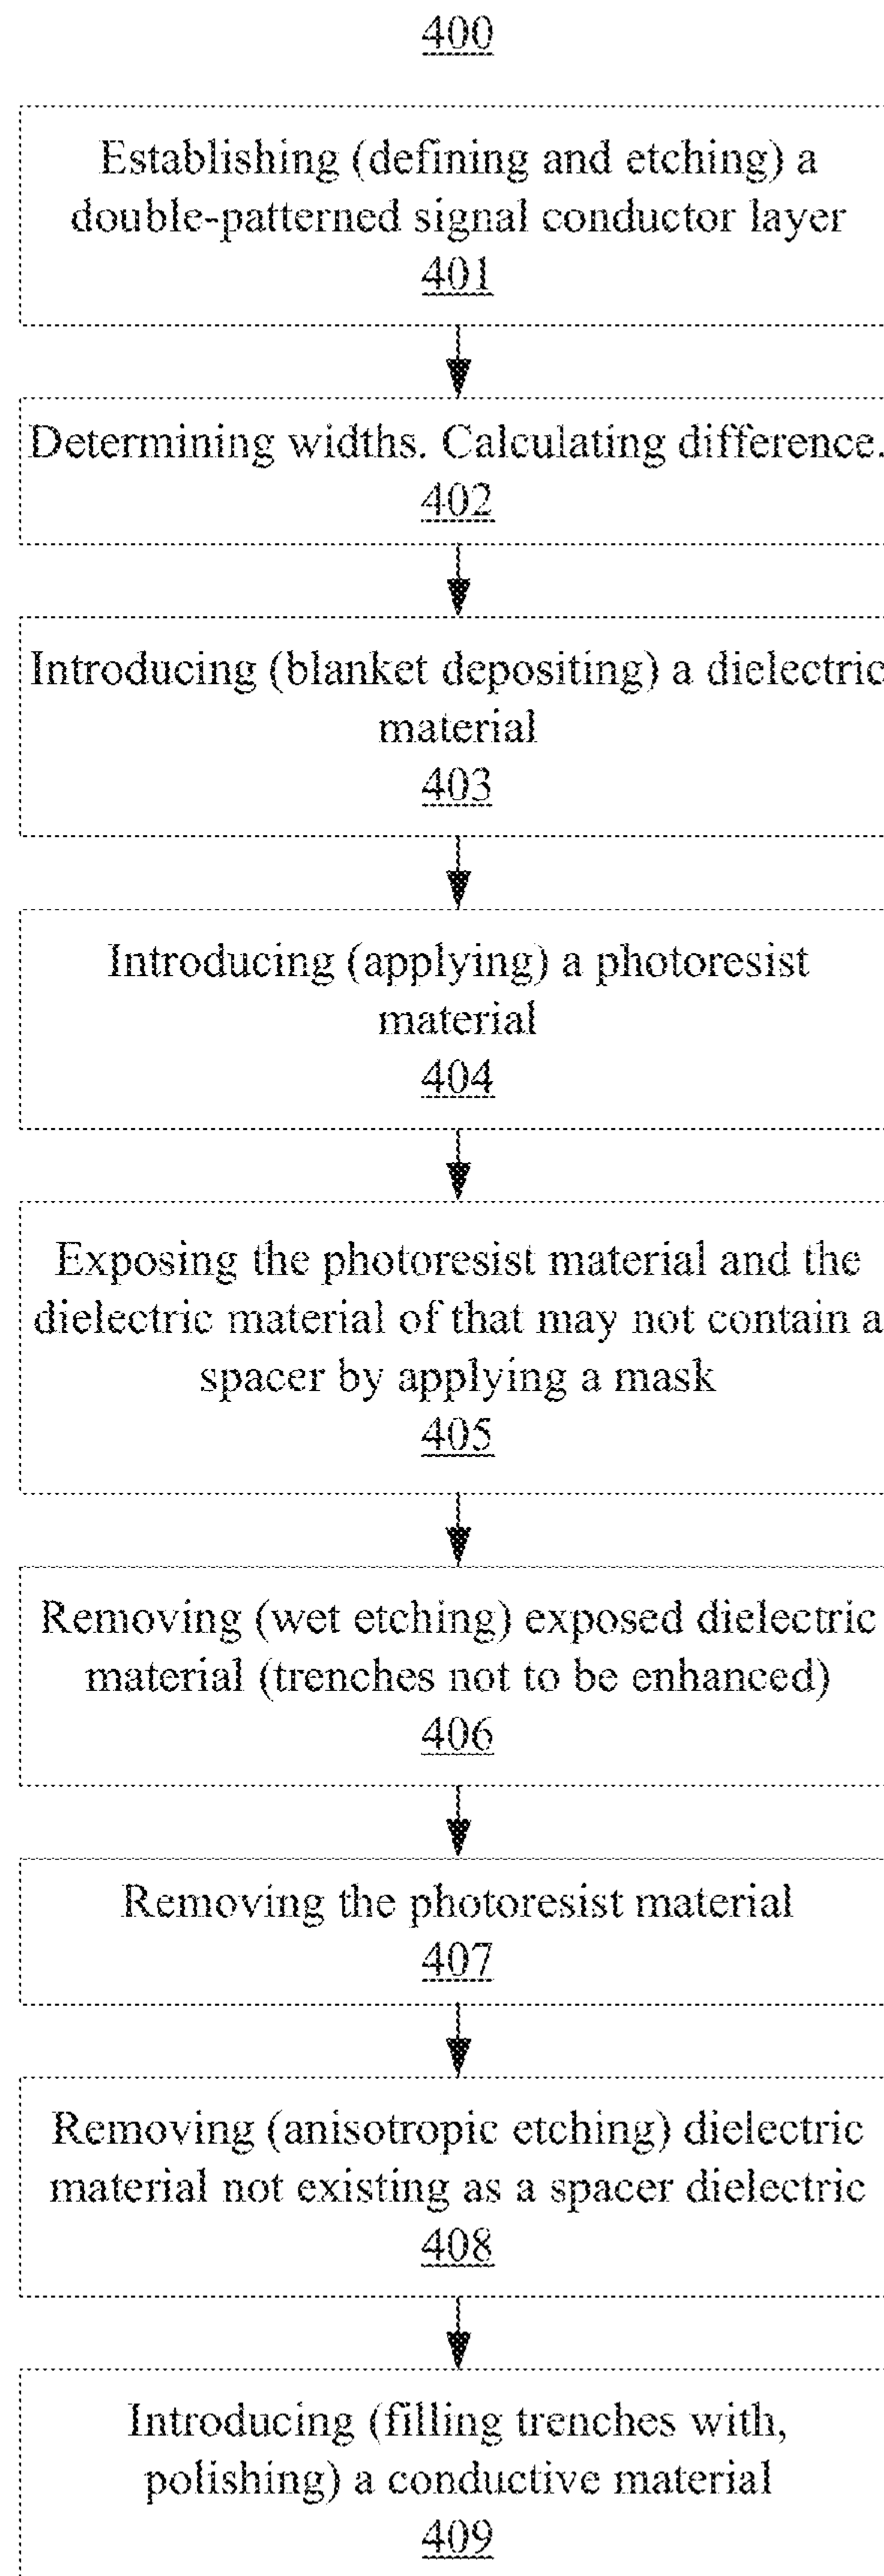 400
Establishing (defining and etching) a
double-patterned signal conductor layer
401
Determining widths. Calculating difference.
402
Introducing (blanket depositing) a dielectric
material
403
Introducing (applying) a photoresist
material
404
Exposing the photoresist material and the
dielectric material of that may not contain a
spacer by applying a mask
405
Removing (wet etching) exposed dielectric
material (trenches not to be enhanced)
406
Removing the photoresist material
407
Removing (anisotropic etching) dielectric
material not existing as a spacer dielectric
408
Introducing (filling trenches with,
polishing) a conductive material
409